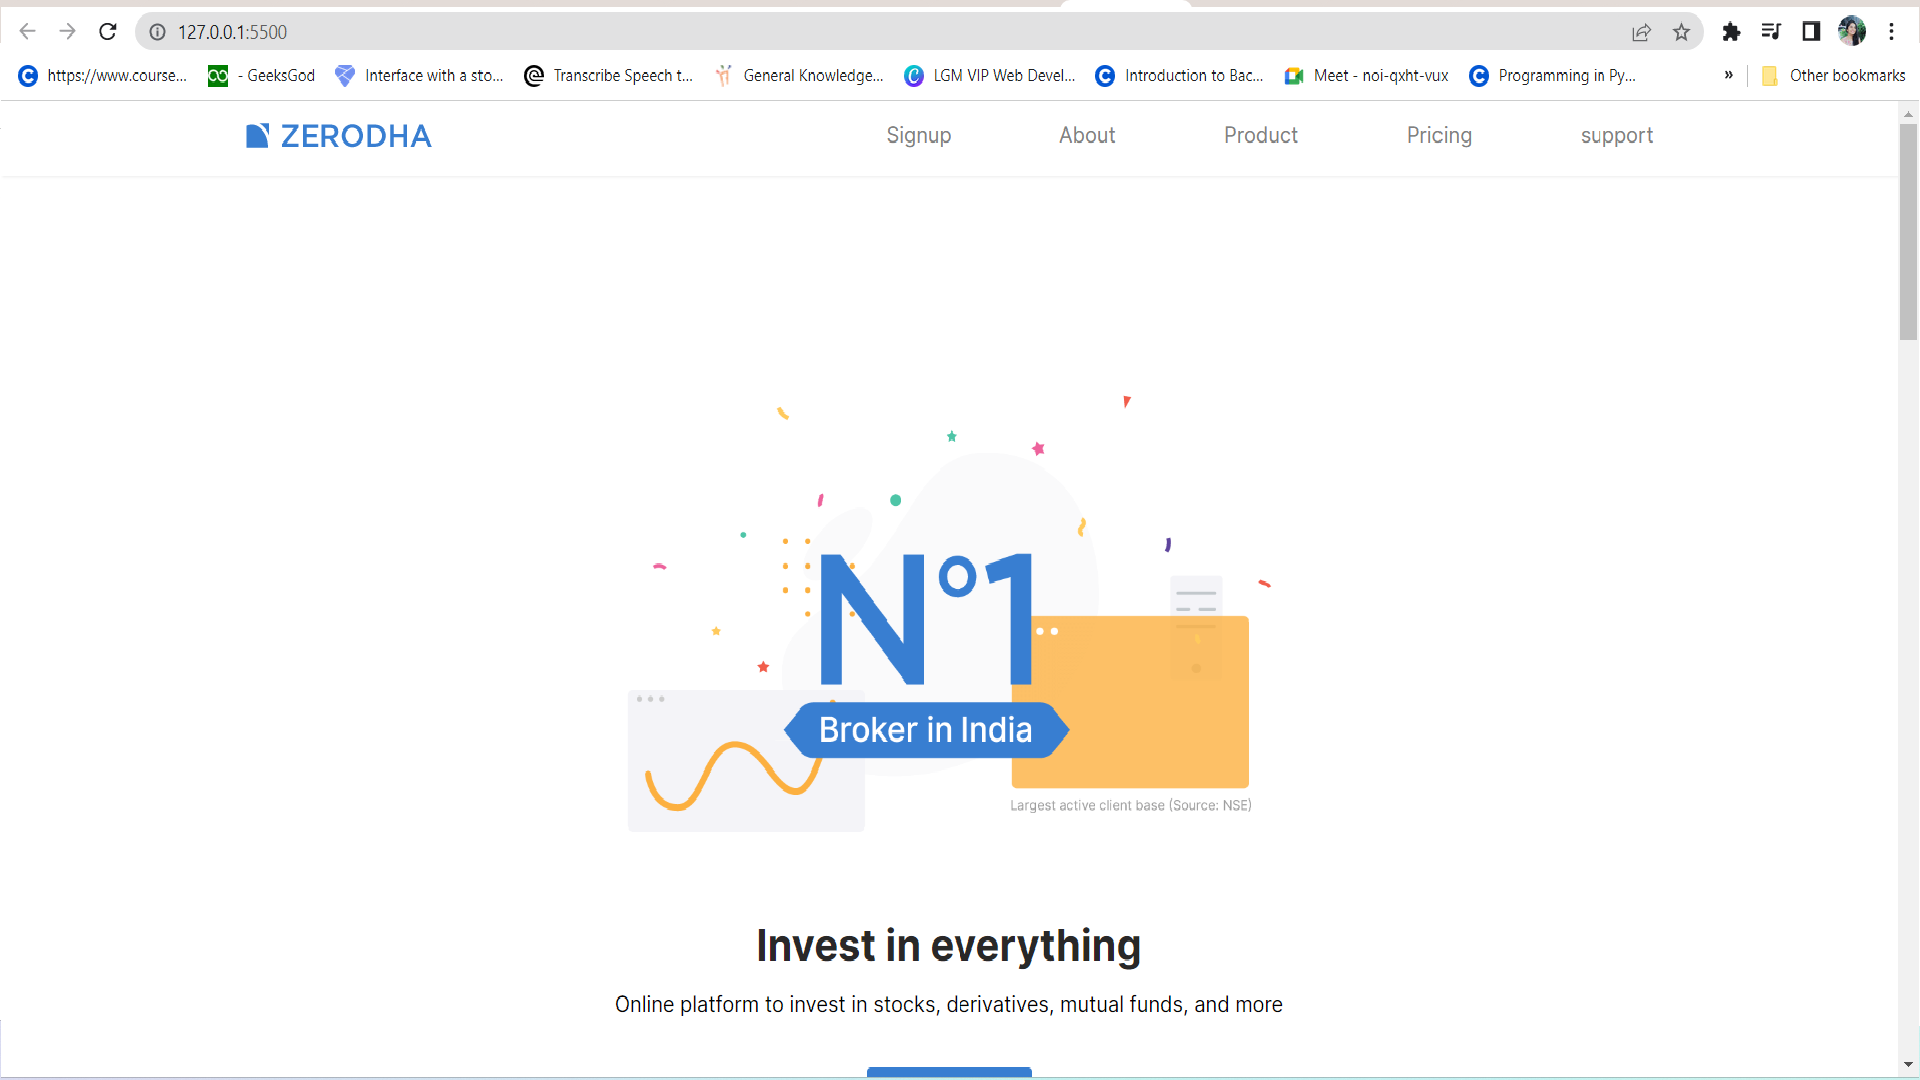 127.0.0.1:5500
https://www.course... - GeeksGod Interface with a sto... Transcribe Speech t... General Knowledge... LGM VIP Web Devel... Introduction to Bac... Meet - noi-qxht-vux Programming in Py... » Other bookmarks
ZERODHA Signup About Product Pricing support
N°1
Broker in India
Largest active client base (Source: NSE)
Invest in everything
Online platform to invest in stocks, derivatives, mutual funds, and more